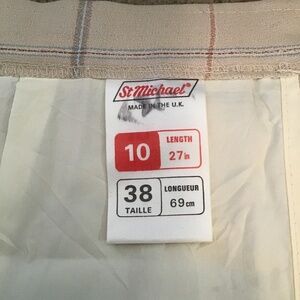 St Michael®
MADE IN THE U.K.
10 LENGTH 27in
38 TAILLE LONGUEUR 69cm